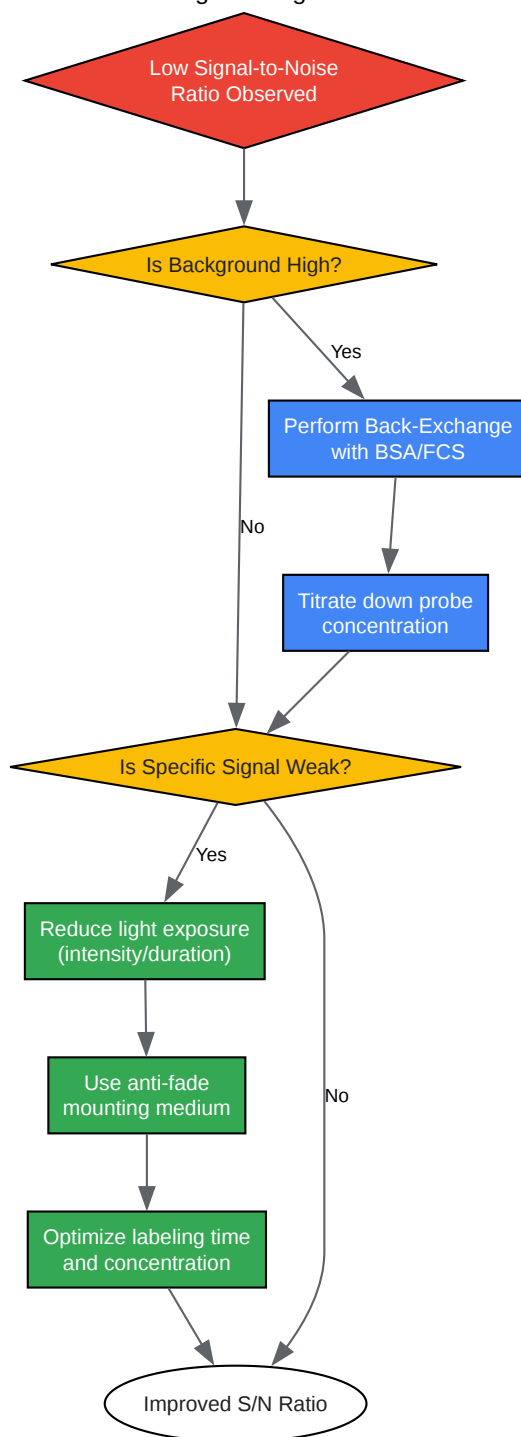 Low Signal-to-Noise
Ratio Observed
Is Background High?
Yes
Perform Back-Exchange
with BSA/FCS
No
Titrate down probe
concentration
Is Specific Signal Weak?
Yes
Reduce light exposure
(intensity/duration)
Use anti-fade
mounting medium
No
Optimize labeling time
and concentration
Improved S/N Ratio